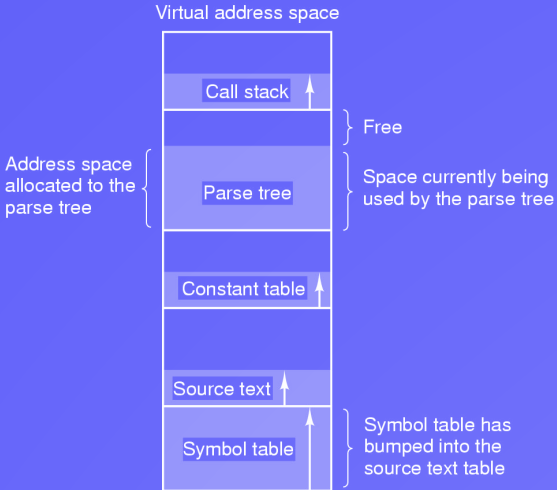 Virtual address space
Call stack
Free
Address space
allocated to the
parse tree
Parse tree
Space currently being
used by the parse tree
Constant table
Source text
Symbol table
Symbol table has
bumped into the
source text table